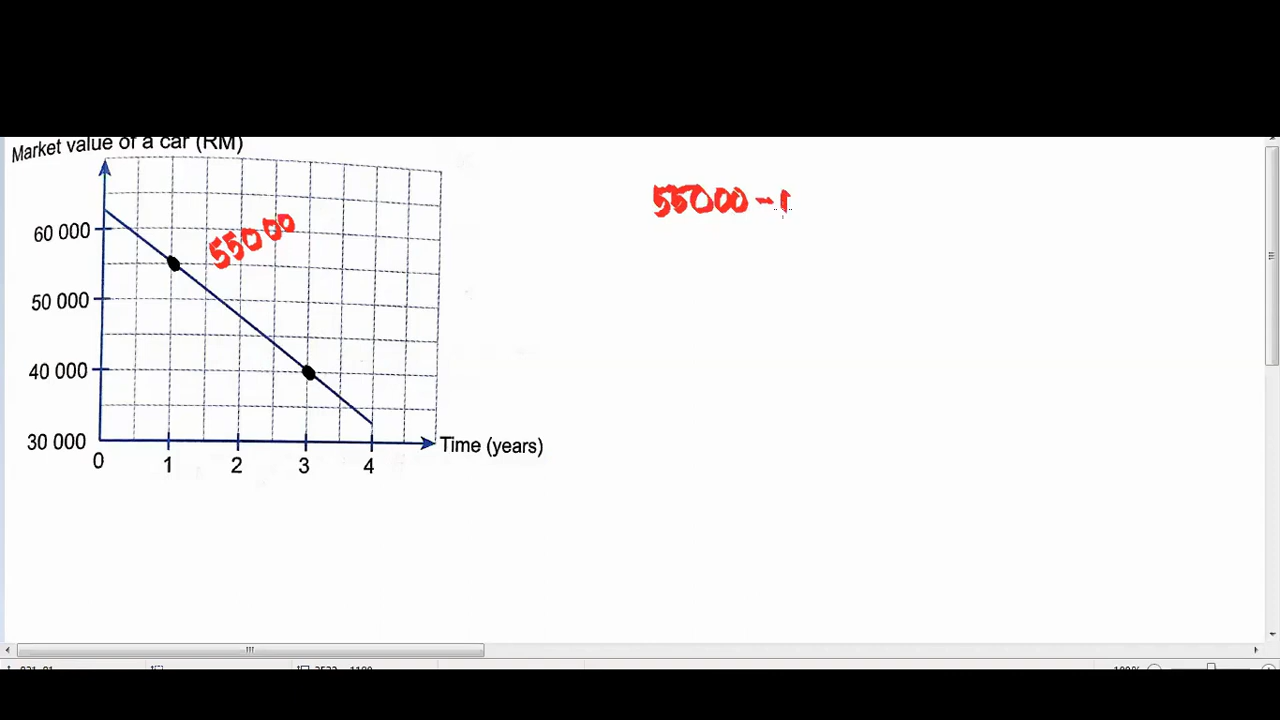 Market value of a car (RM)
55000 - 1
55000
60 000
50 000
40 000
30 000
Time (years)
0 1 2 3 4